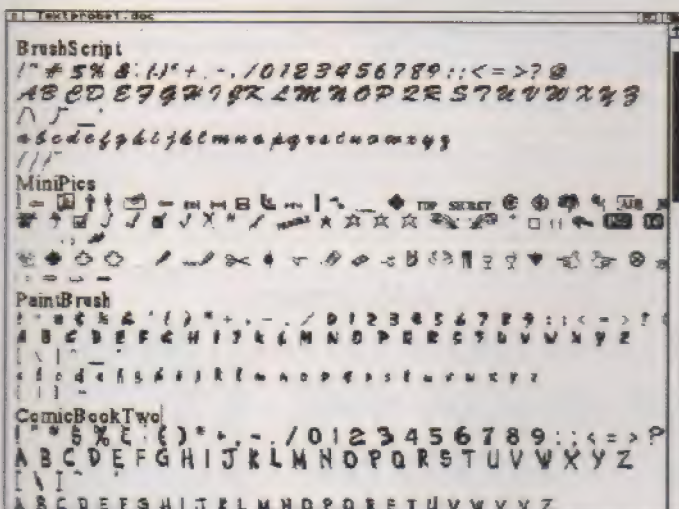 Textprobe1.doc
BrushScript
!"#$%&'()*+,-./0123456789:;<=>?@
ABCDEFGHIJKLMNOPQRSTUVWXYZ
abcdefghijklmnopqrstuvwxyz
MiniPics
TOP SECRET
PaintBrush
!"#$%&'()*+,-./0123456789:;<=>?
ABCDEFGHIJKLMNOPQRSTUVWXYZ
[\]^_`
abcdefghijklmnopqrstuvwxyz
ComicBookTwo
!"#$%&'()*+,-./0123456789:;<=>?
ABCDEFGHIJKLMNOPQRSTUVWXYZ
[\]^_`
ABCDEFGHIJKLMNOPQRSTUVWXYZ